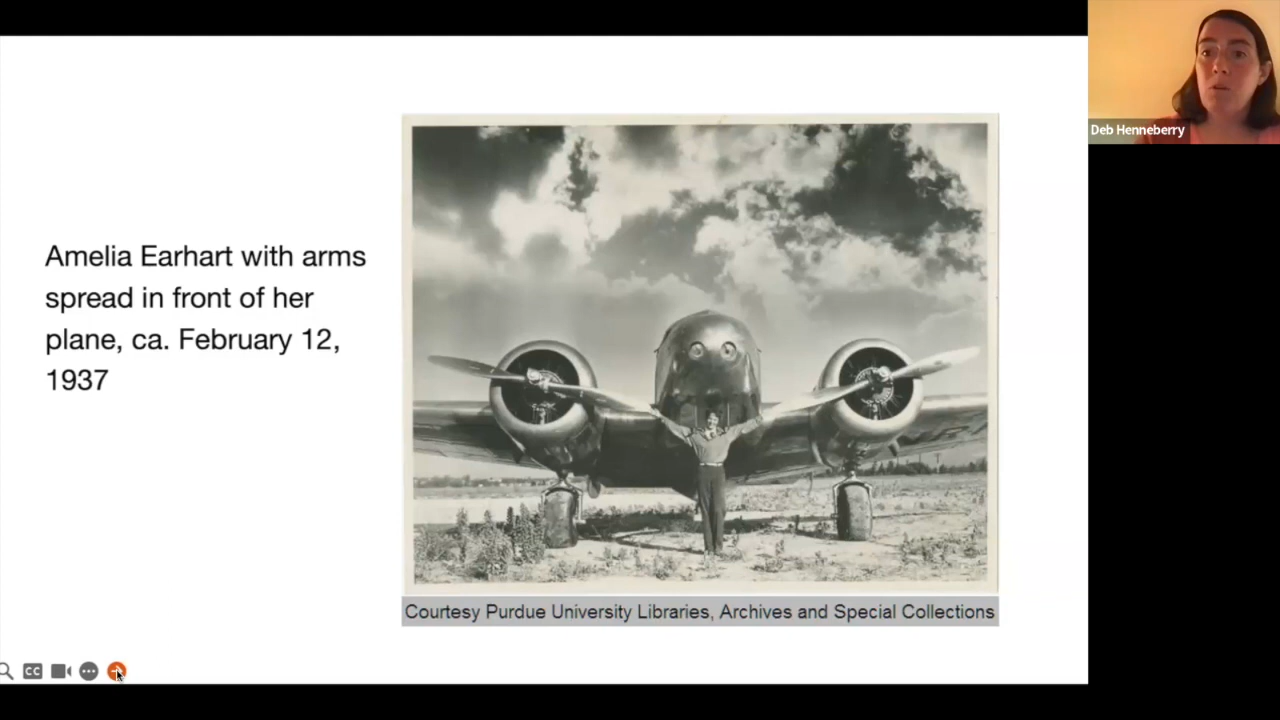 Deb Henneberry
Amelia Earhart with arms
spread in front of her
plane, ca. February 12,
1937
Courtesy Purdue University Libraries, Archives and Special Collections
CC